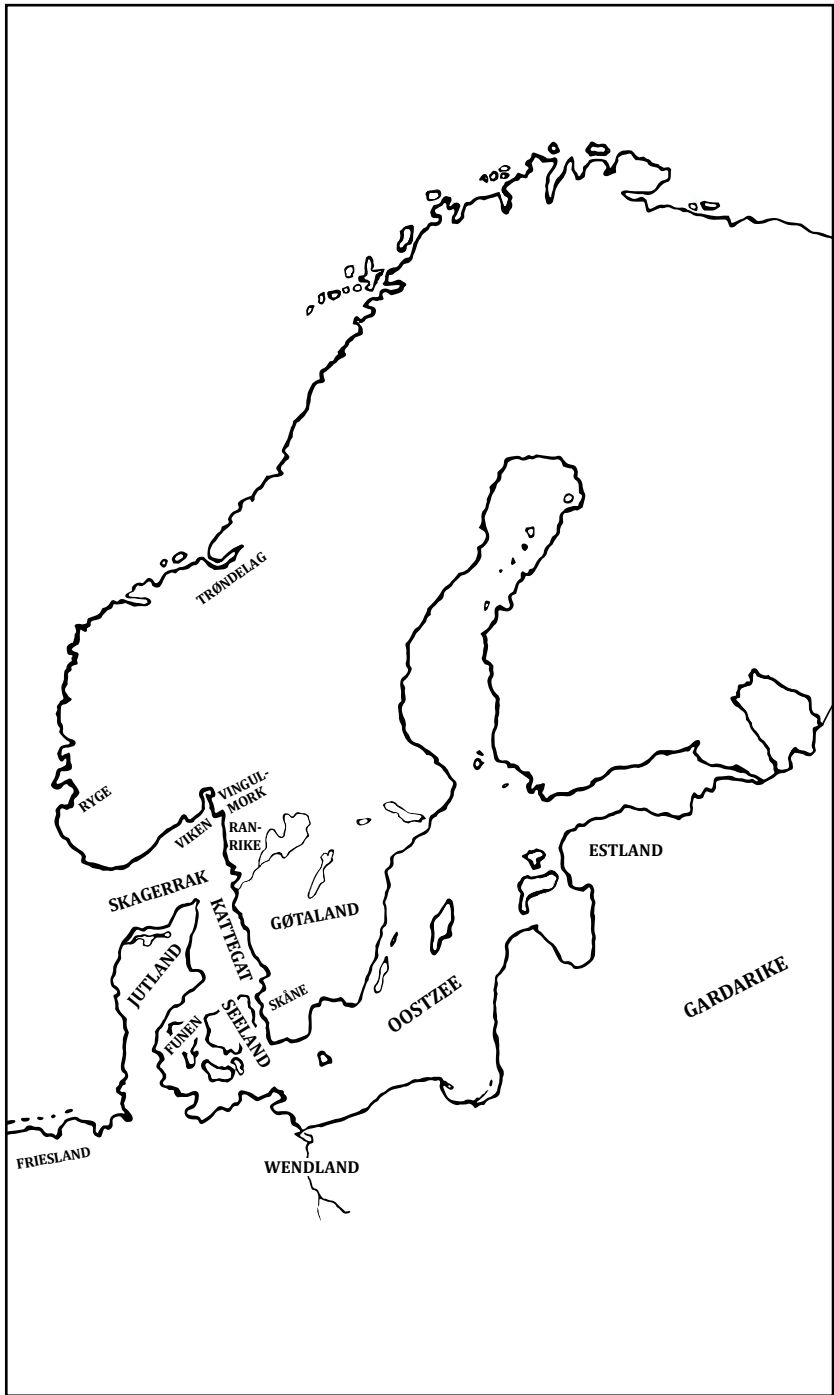 TRØNDELAG
RYGE
VINGUL-
MORK
VIKEN
RAN-
RIKE
ESTLAND
SKAGERRAK
KATTEGAT
GØTALAND
JUTLAND
SKÅNE
OOSTZEE
GARDARIKE
FUNEN
SEELAND
FRIESLAND
WENDLAND